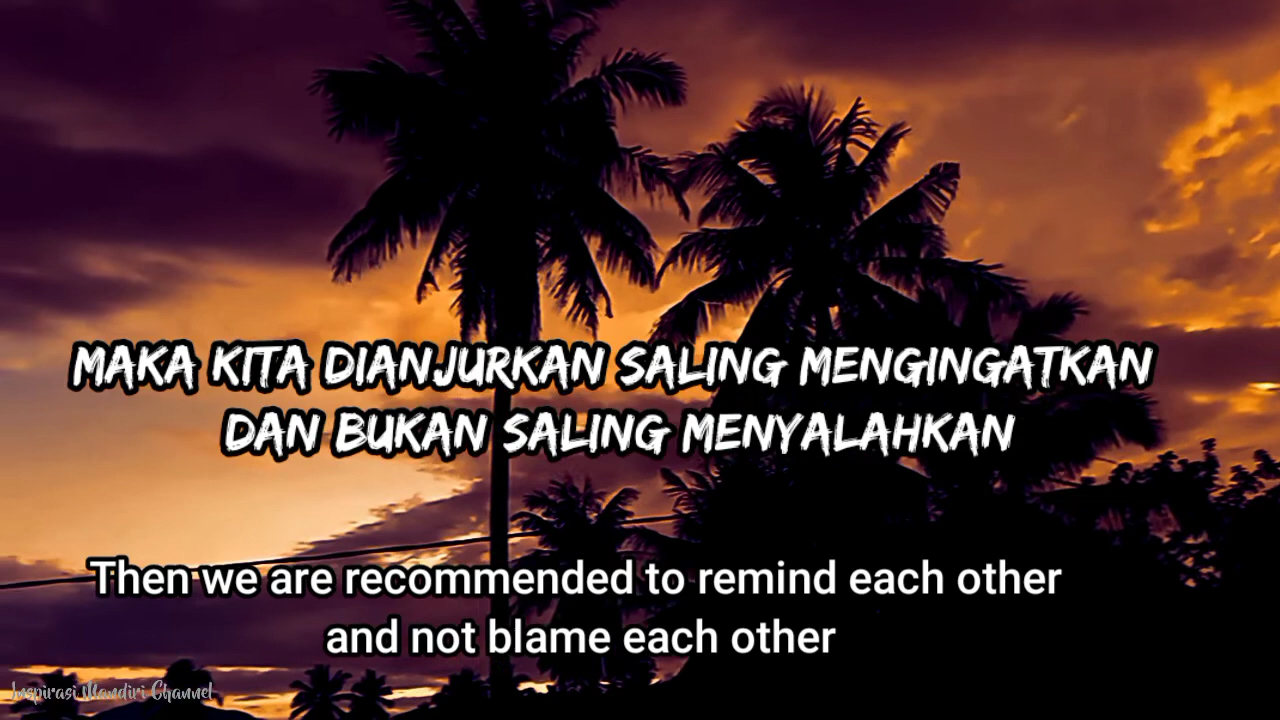 MAKA KITA DIANJURKAN SALING MENGINGATKAN
DAN BUKAN SALING MENYALAHKAN
Then we are recommended to remind each other
and not blame each other
Inspirasi Mandiri Channel